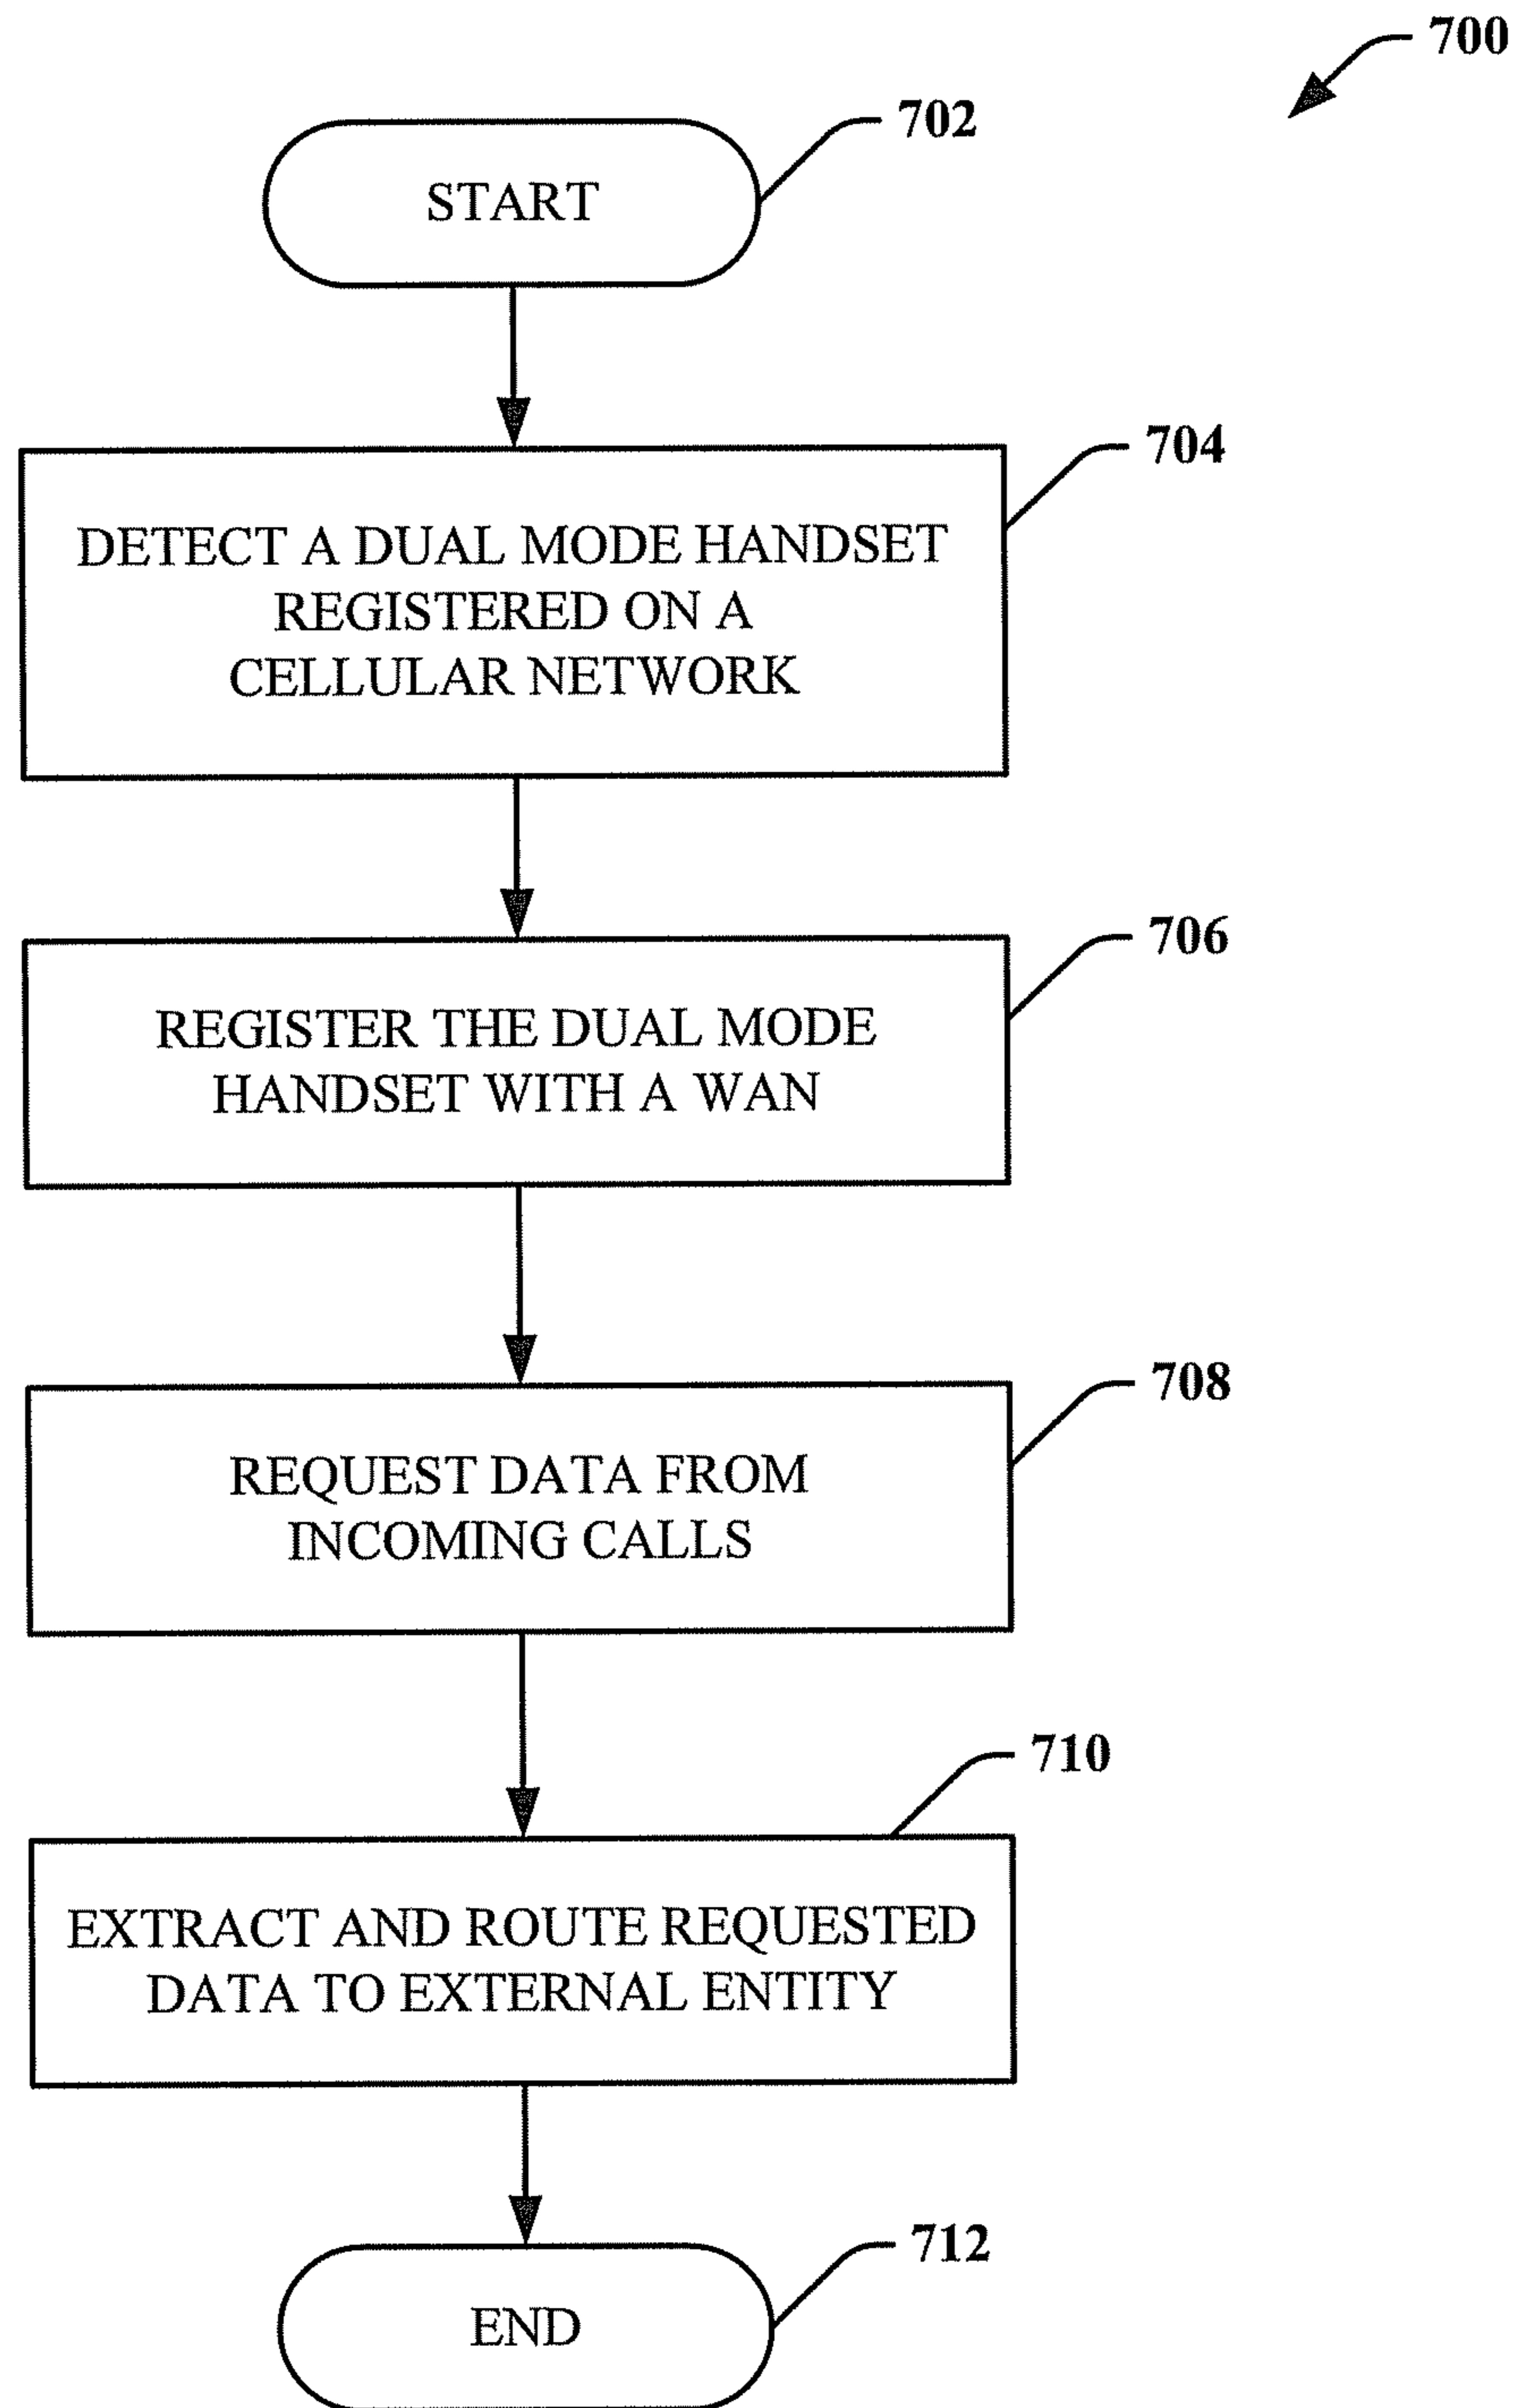 700
702
START
704
DETECT A DUAL MODE HANDSET
REGISTERED ON A
CELLULAR NETWORK
706
REGISTER THE DUAL MODE
HANDSET WITH A WAN
708
REQUEST DATA FROM
INCOMING CALLS
710
EXTRACT AND ROUTE REQUESTED
DATA TO EXTERNAL ENTITY
712
END